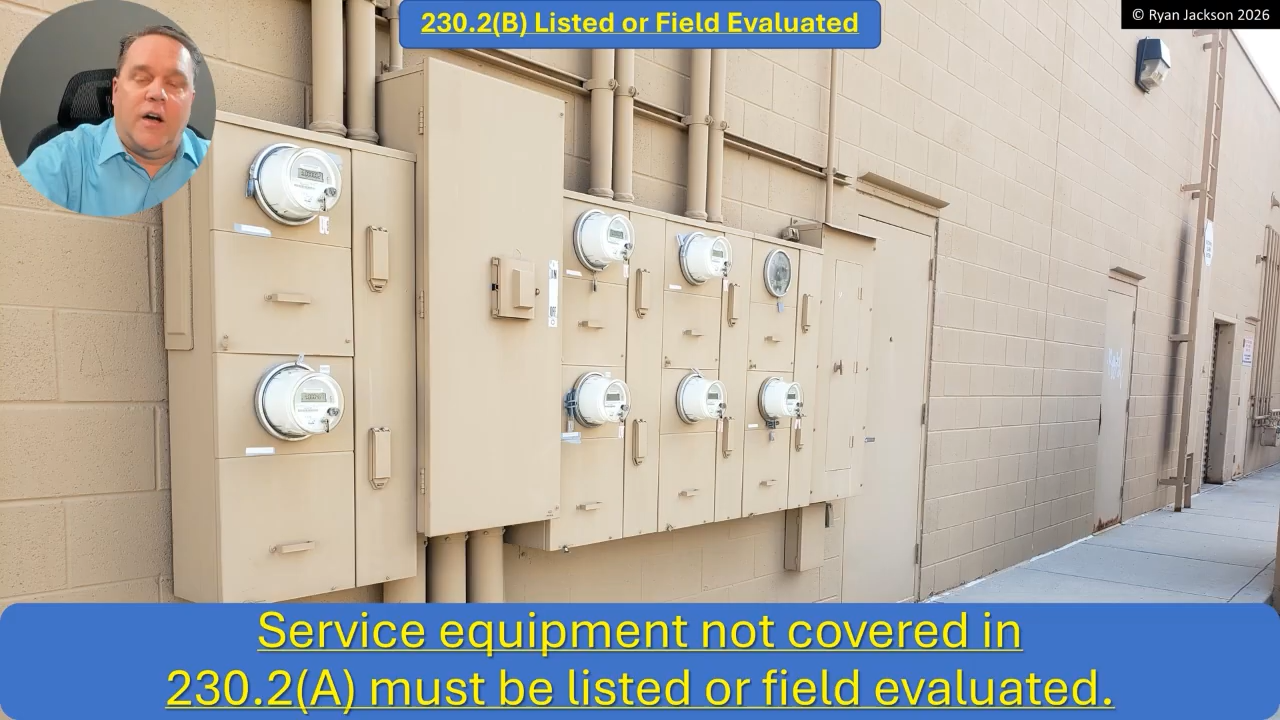 230.2(B) Listed or Field Evaluated
© Ryan Jackson 2026
Service equipment not covered in
230.2(A) must be listed or field evaluated.